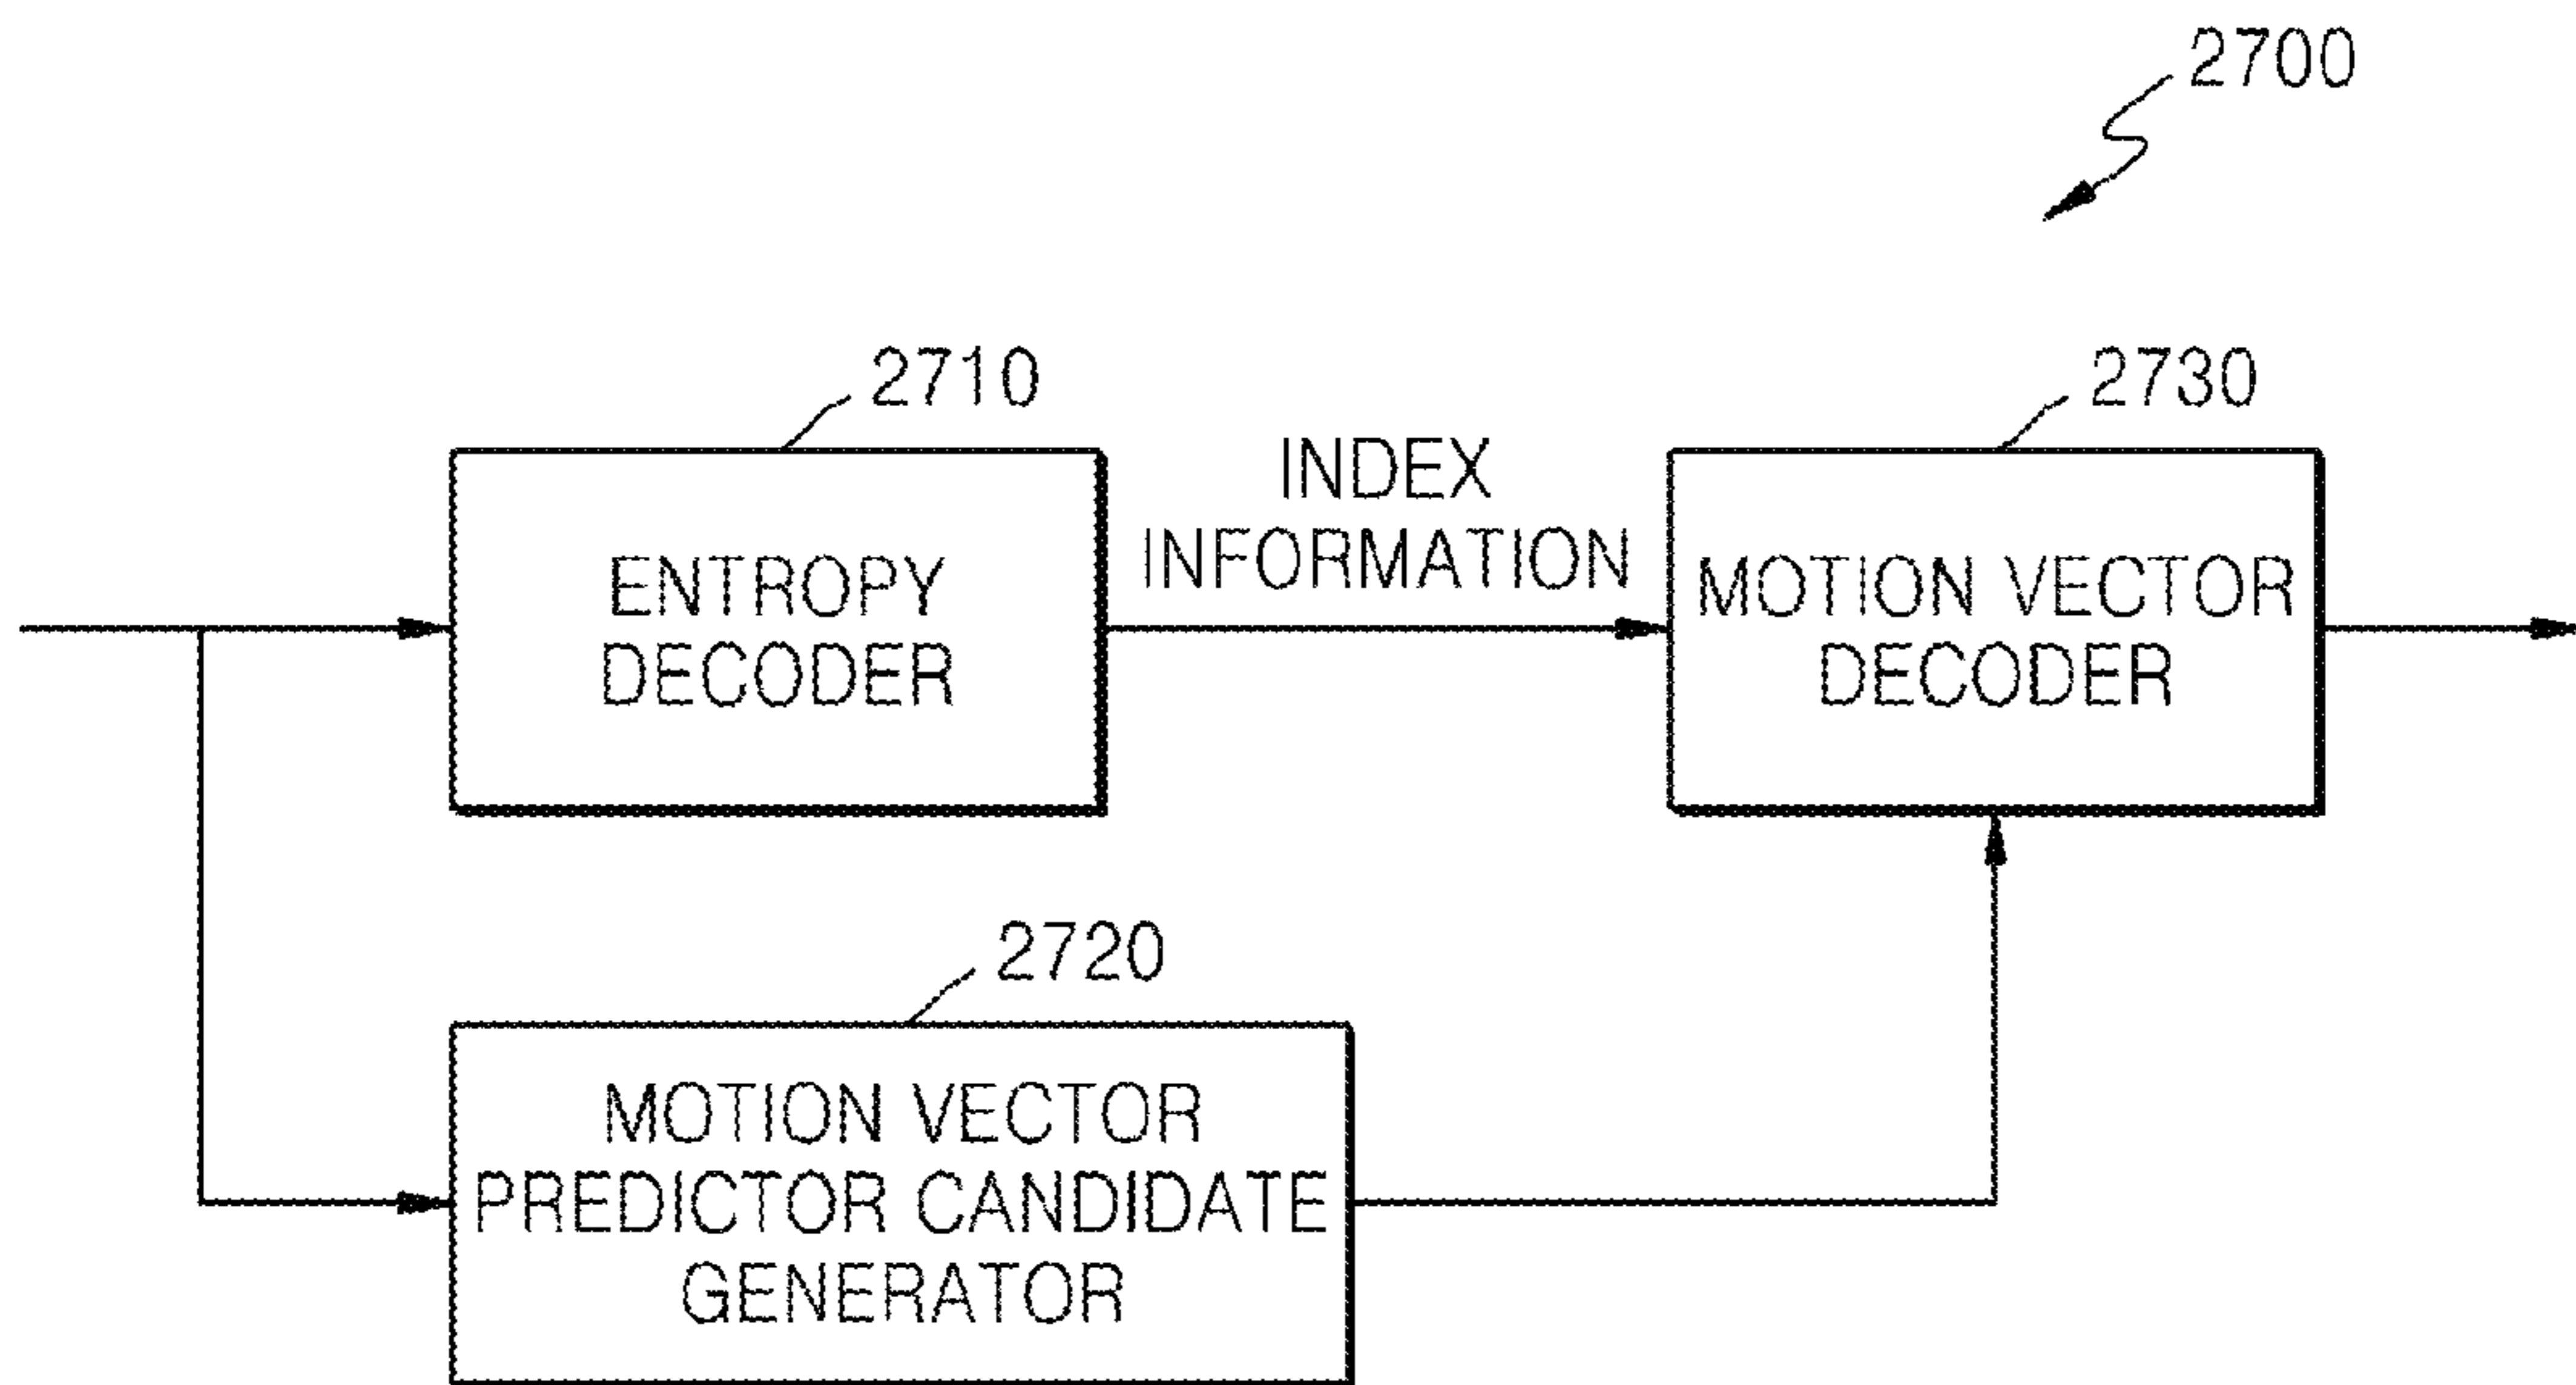 2700
2710
2730
INDEX
INFORMATION
ENTROPY
DECODER
MOTION VECTOR
DECODER
2720
MOTION VECTOR
PREDICTOR CANDIDATE
GENERATOR